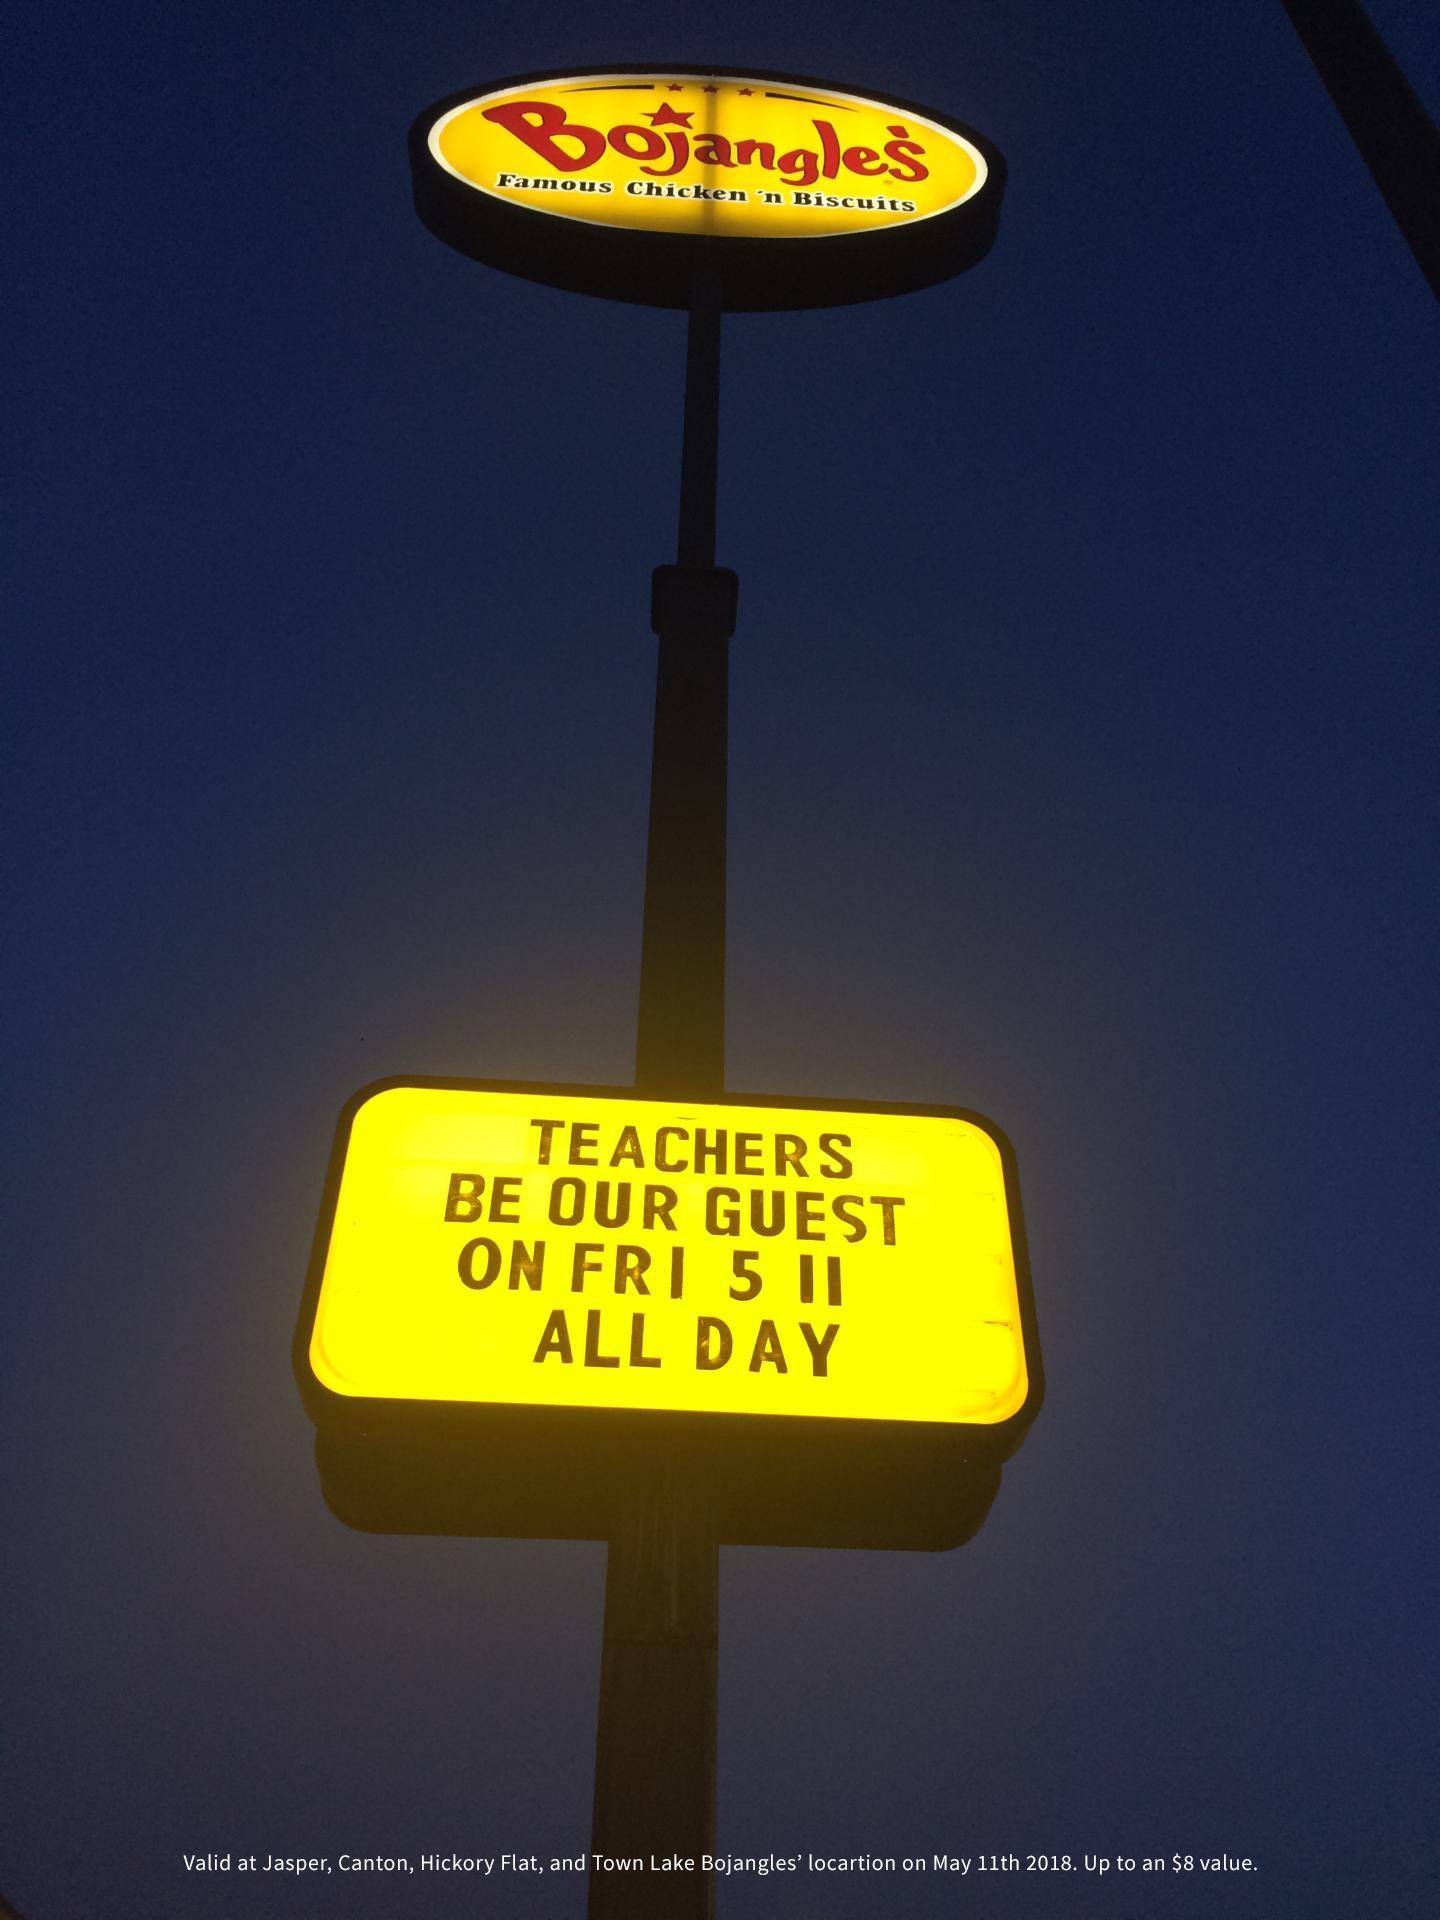 Bojangles'
Famous Chicken 'n Biscuits
TEACHERS
BE OUR GUEST
ON FRI 5 11
ALL DAY
Valid at Jasper, Canton, Hickory Flat, and Town Lake Bojangles’ locartion on May 11th 2018. Up to an $8 value.